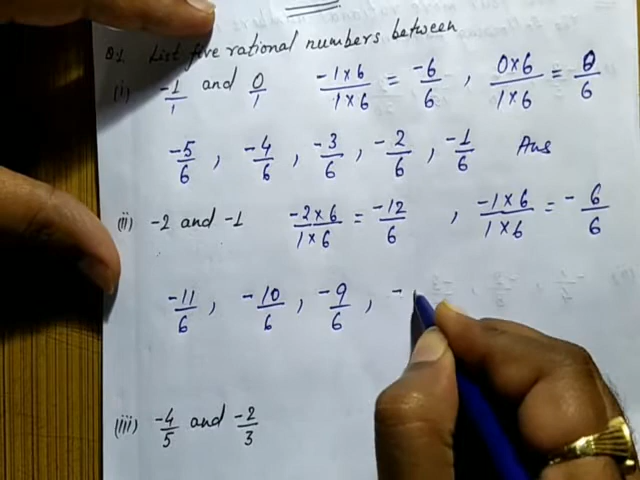 Q.1 List five rational numbers between
(i) -1/1 and 0/1 -1×6/1×6 = -6/6 , 0×6/1×6 = 0/6
-5/6 , -4/6 , -3/6 , -2/6 , -1/6 Ans
(ii) -2 and -1 -2×6/1×6 = -12/6 , -1×6/1×6 = -6/6
-11/6 , -10/6 , -9/6 , -
(iii) -4/5 and -2/3